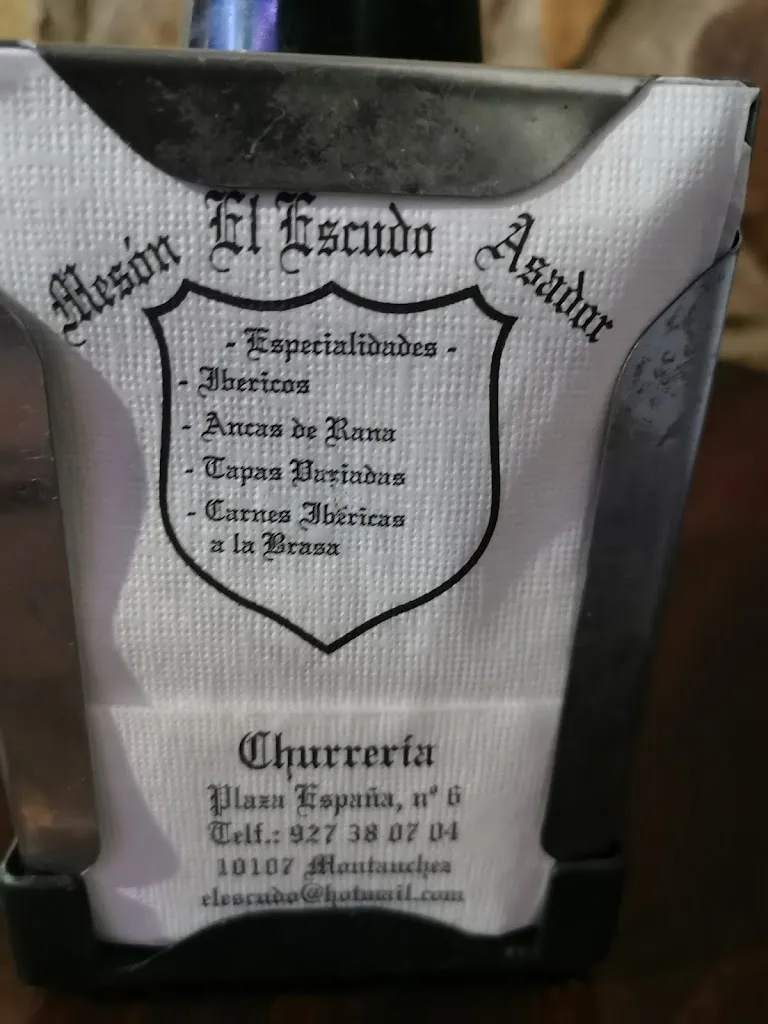 Mesón El Escudo Asador
- Especialidades -
- Ibericos
- Ancas de Rana
- Tapas Variadas
- Carnes Ibéricas
a la Brasa
Churrería
Plaza España, nº 6
Telf.: 927 38 07 04
10107 Montanchez
elescudo@hotmail.com